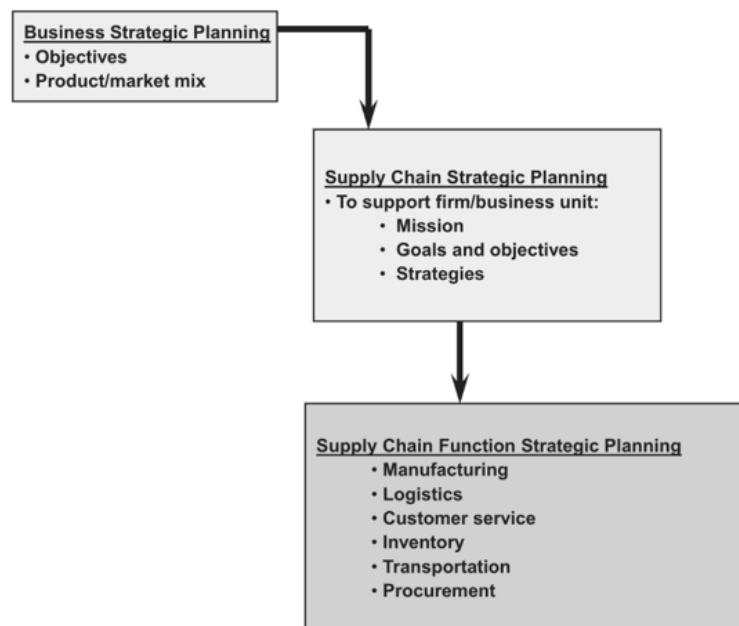 Business Strategic Planning
• Objectives
• Product/market mix
Supply Chain Strategic Planning
• To support firm/business unit:
• Mission
• Goals and objectives
• Strategies
Supply Chain Function Strategic Planning
• Manufacturing
• Logistics
• Customer service
• Inventory
• Transportation
• Procurement